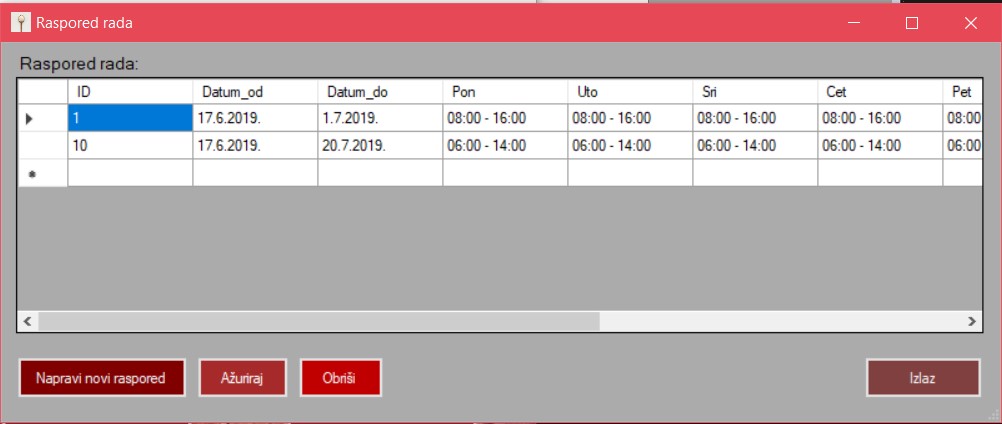 Raspored rada
Raspored rada:
ID Datum_od Datum_do Pon Uto Sri Cet Pet
1 17.6.2019. 1.7.2019. 08:00 - 16:00 08:00 - 16:00 08:00 - 16:00 08:00 - 16:00 08:00
10 17.6.2019. 20.7.2019. 06:00 - 14:00 06:00 - 14:00 06:00 - 14:00 06:00 - 14:00 06:00
Napravi novi raspored Ažuriraj Obriši Izlaz